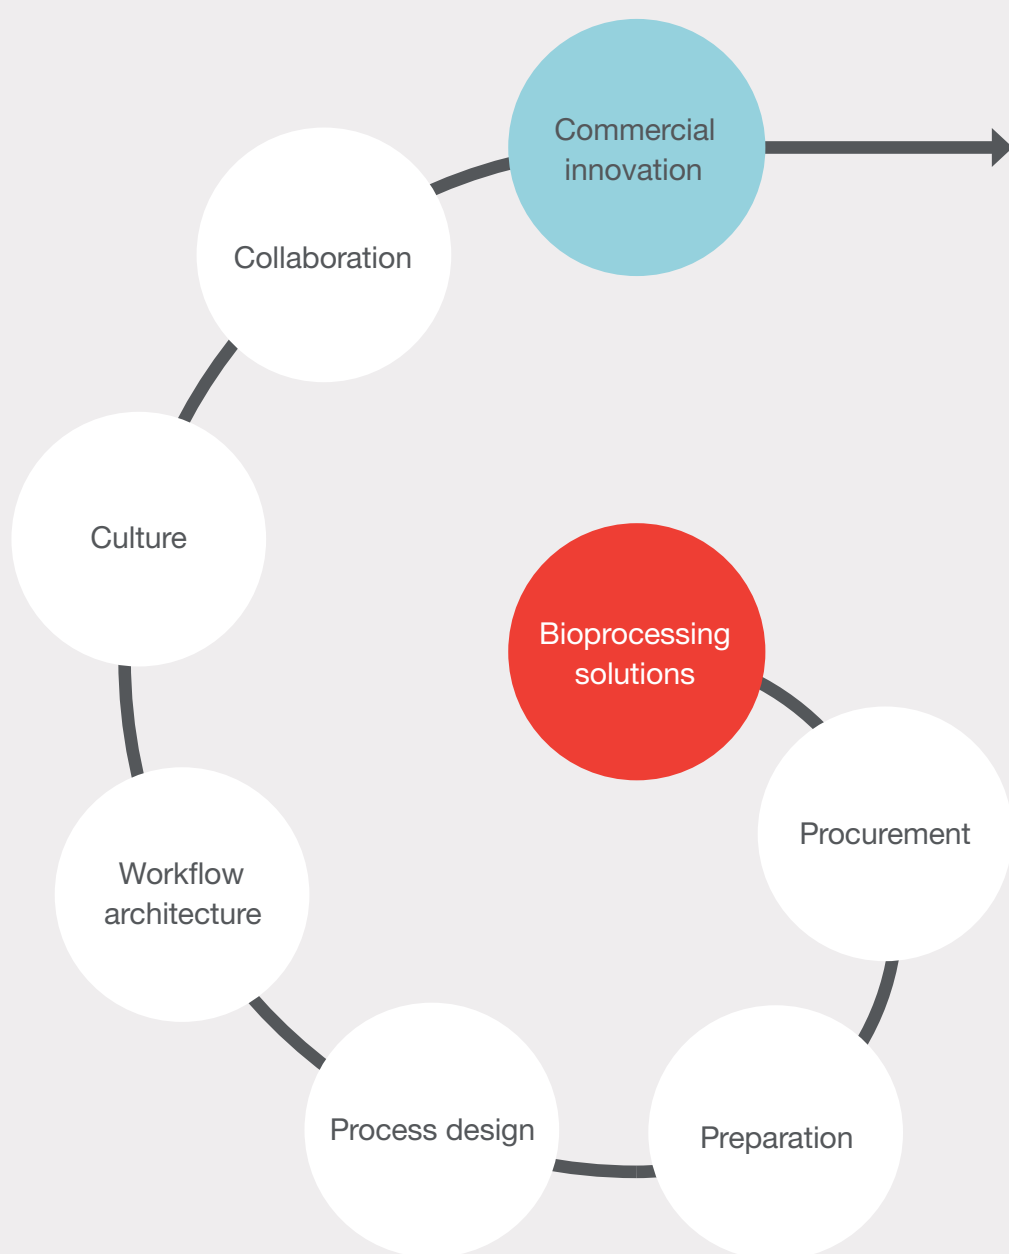 Commercial
innovation
Collaboration
Culture
Bioprocessing
solutions
Procurement
Workflow
architecture
Process design
Preparation